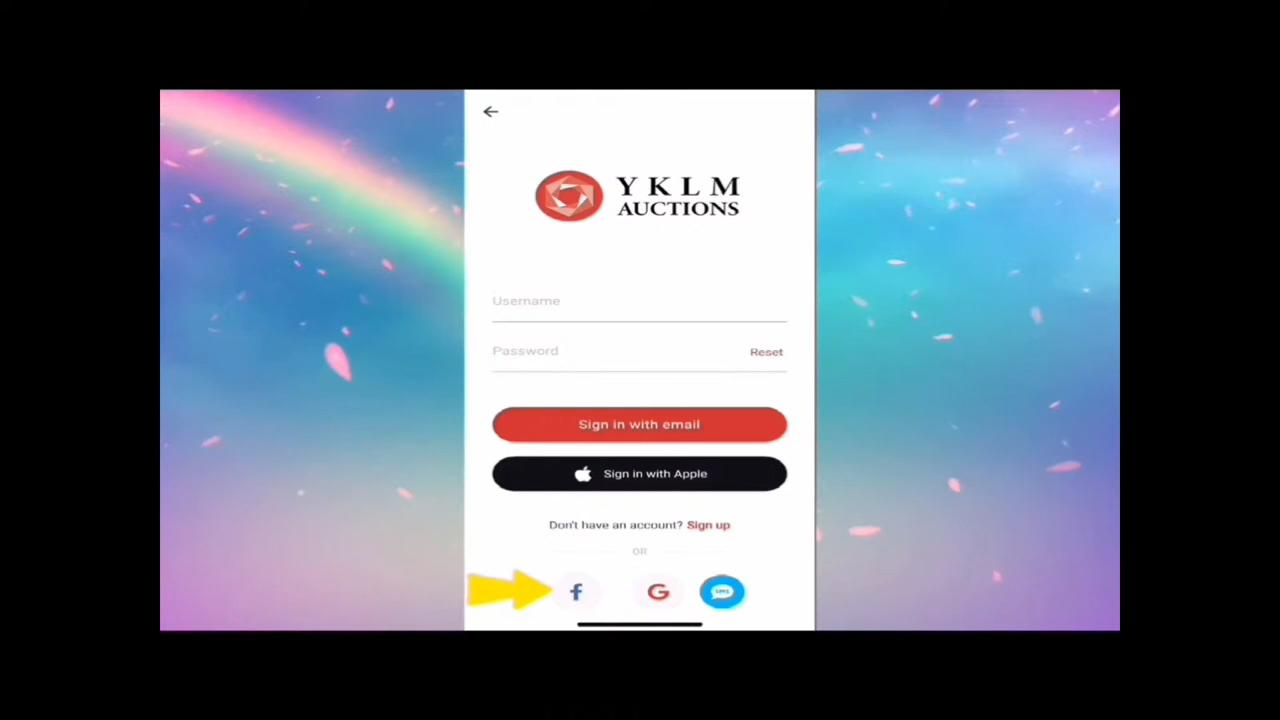 YKLM
AUCTIONS
Username
Password
Reset
Sign in with email
Sign in with Apple
Don't have an account? Sign up
OR
f
G
SMS